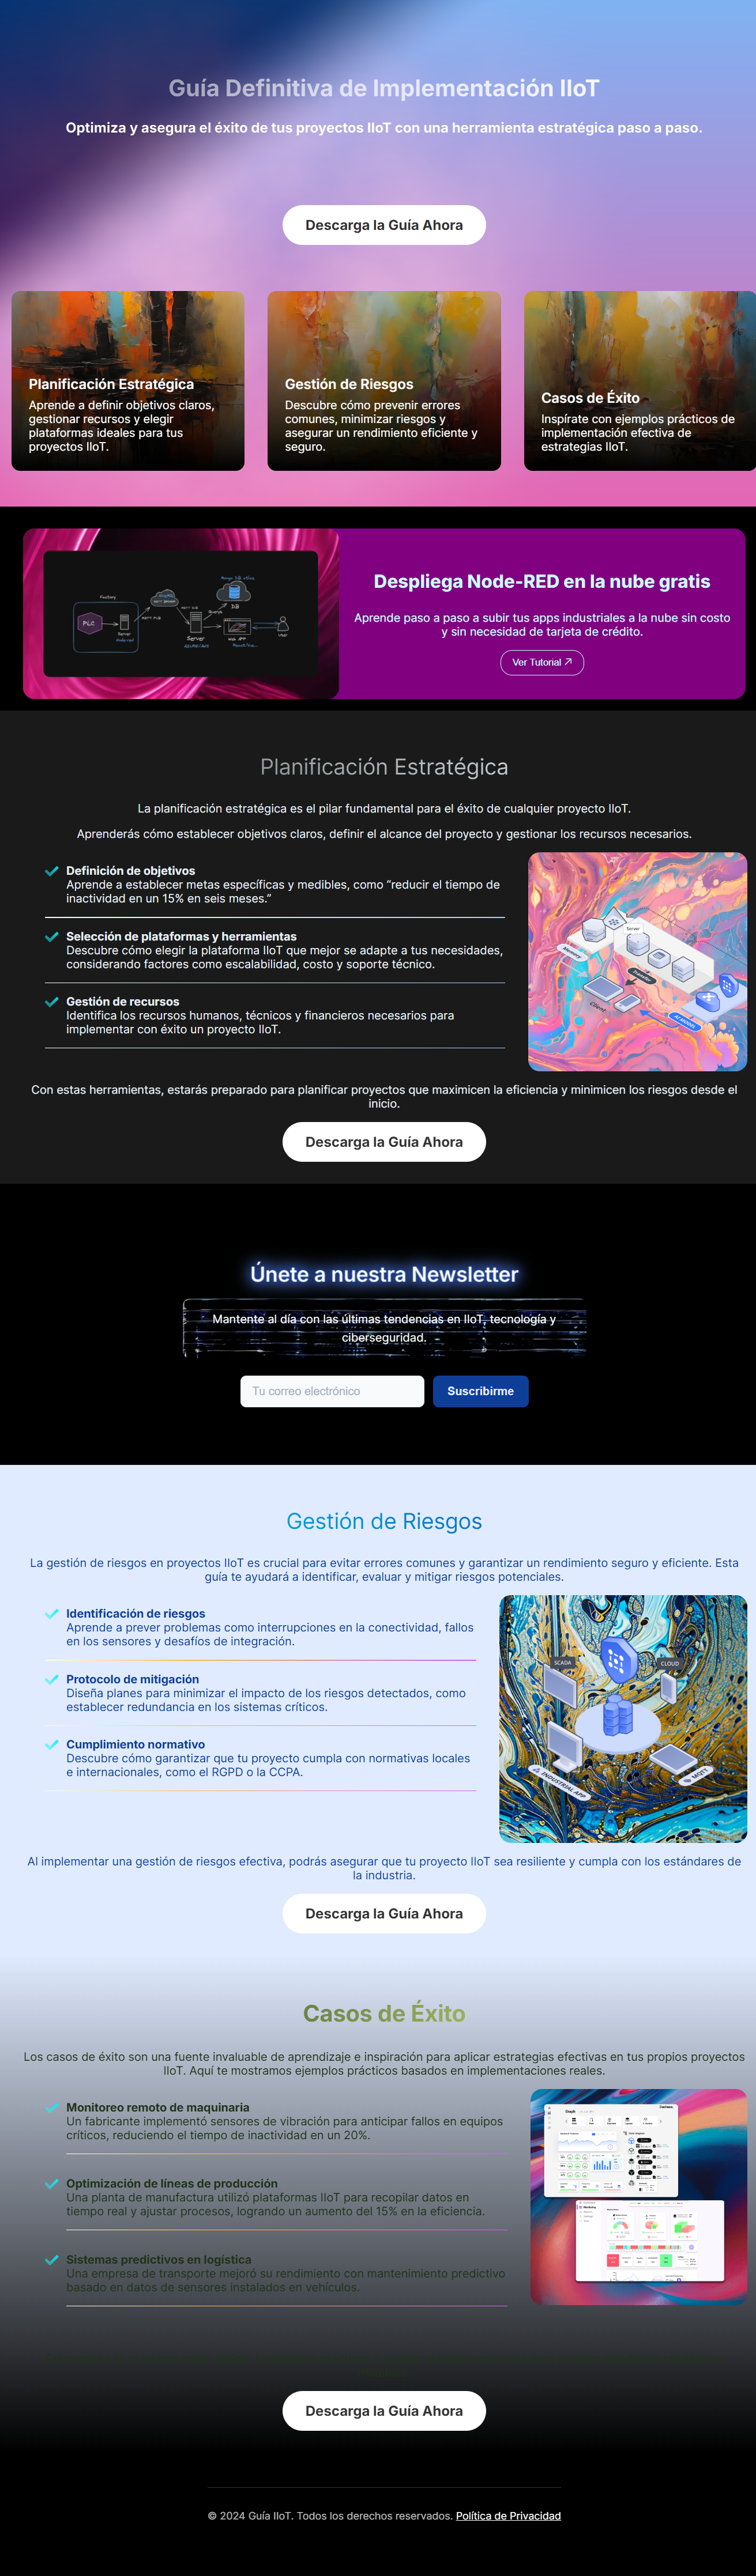 Guía Definitiva de Implementación IIoT
Optimiza y asegura el éxito de tus proyectos IIoT con una herramienta estratégica paso a paso.
Descarga la Guía Ahora
Planificación Estratégica
Aprende a definir objetivos claros,
gestionar recursos y elegir
plataformas ideales para tus
proyectos IIoT.
Gestión de Riesgos
Descubre cómo prevenir errores
comunes, minimizar riesgos y
asegurar un rendimiento eficiente y
seguro.
Casos de Éxito
Inspírate con ejemplos prácticos de
implementación efectiva de
estrategias IIoT.
PLC
Server
Server
DB
User
Despliega Node-RED en la nube gratis
Aprende paso a paso a subir tus apps industriales a la nube sin costo
y sin necesidad de tarjeta de crédito.
Ver Tutorial
Planificación Estratégica
La planificación estratégica es el pilar fundamental para el éxito de cualquier proyecto IIoT.
Aprenderás cómo establecer objetivos claros, definir el alcance del proyecto y gestionar los recursos necesarios.
Definición de objetivos
Aprende a establecer metas específicas y medibles, como “reducir el tiempo de
inactividad en un 15% en seis meses.”
Selección de plataformas y herramientas
Descubre cómo elegir la plataforma IIoT que mejor se adapte a tus necesidades,
considerando factores como escalabilidad, costo y soporte técnico.
Gestión de recursos
Identifica los recursos humanos, técnicos y financieros necesarios para
implementar con éxito un proyecto IIoT.
Server
Client
AI MODEL
Con estas herramientas, estarás preparado para planificar proyectos que maximicen la eficiencia y minimicen los riesgos desde el
inicio.
Descarga la Guía Ahora
Únete a nuestra Newsletter
Mantente al día con las últimas tendencias en IIoT, tecnología y
ciberseguridad.
Tu correo electrónico
Suscribirme
Gestión de Riesgos
La gestión de riesgos en proyectos IIoT es crucial para evitar errores comunes y garantizar un rendimiento seguro y eficiente. Esta
guía te ayudará a identificar, evaluar y mitigar riesgos potenciales.
Identificación de riesgos
Aprende a prever problemas como interrupciones en la conectividad, fallos
en los sensores y desafíos de integración.
Protocolo de mitigación
Diseña planes para minimizar el impacto de los riesgos detectados, como
establecer redundancia en los sistemas críticos.
Cumplimiento normativo
Descubre cómo garantizar que tu proyecto cumpla con normativas locales
e internacionales, como el RGPD o la CCPA.
SCADA
CLOUD
INDUSTRIAL APP
MQTT
Al implementar una gestión de riesgos efectiva, podrás asegurar que tu proyecto IIoT sea resiliente y cumpla con los estándares de
la industria.
Descarga la Guía Ahora
Casos de Éxito
Los casos de éxito son una fuente invaluable de aprendizaje e inspiración para aplicar estrategias efectivas en tus propios proyectos
IIoT. Aquí te mostramos ejemplos prácticos basados en implementaciones reales.
Monitoreo remoto de maquinaria
Un fabricante implementó sensores de vibración para anticipar fallos en equipos
críticos, reduciendo el tiempo de inactividad en un 20%.
Optimización de líneas de producción
Una planta de manufactura utilizó plataformas IIoT para recopilar datos en
tiempo real y ajustar procesos, logrando un aumento del 15% en la eficiencia.
Sistemas predictivos en logística
Una empresa de transporte mejoró su rendimiento con mantenimiento predictivo
basado en datos de sensores instalados en vehículos.
Descarga la Guía Ahora
© 2024 Guía IIoT. Todos los derechos reservados. Política de Privacidad